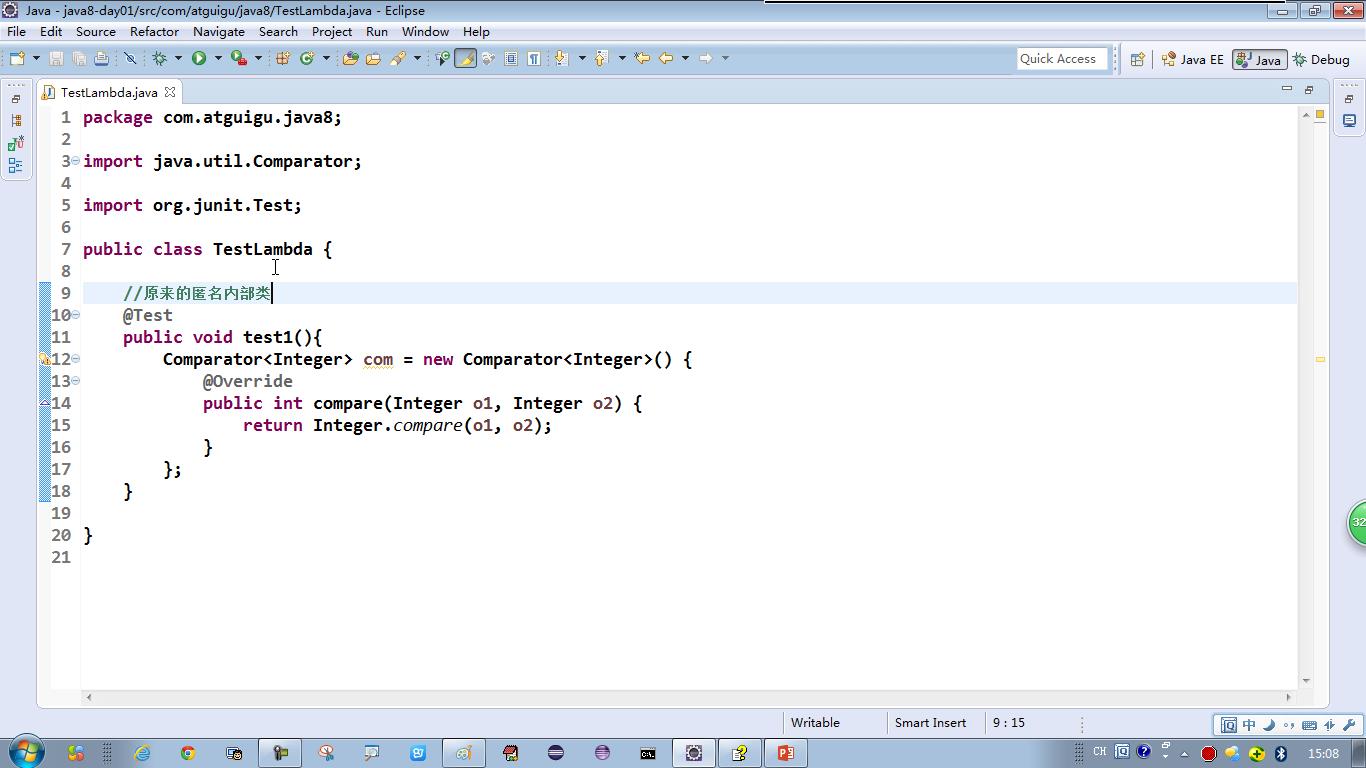 Java - java8-day01/src/com/atguigu/java8/TestLambda.java - Eclipse
File Edit Source Refactor Navigate Search Project Run Window Help
Quick Access Java EE Java Debug
TestLambda.java
1 package com.atguigu.java8;
2
3 import java.util.Comparator;
4
5 import org.junit.Test;
6
7 public class TestLambda {
8
9 //原来的匿名内部类
10 @Test
11 public void test1(){
12 Comparator<Integer> com = new Comparator<Integer>() {
13 @Override
14 public int compare(Integer o1, Integer o2) {
15 return Integer.compare(o1, o2);
16 }
17 };
18 }
19
20 }
21
32
Writable Smart Insert 9 : 15
中
CH 15:08